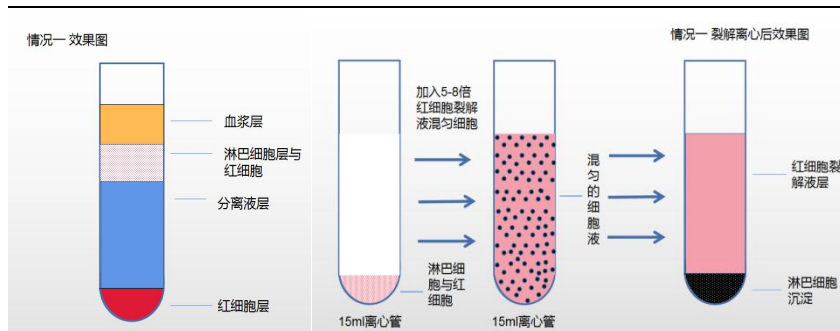 情况一 效果图
血浆层
淋巴细胞层与
红细胞
分离液层
红细胞层
加入5-8倍
红细胞裂解
液混匀细胞
淋巴细
胞与红
细胞
15ml离心管
混匀的细胞液
15ml离心管
情况一 裂解离心后效果图
红细胞裂
解液层
淋巴细胞
沉淀